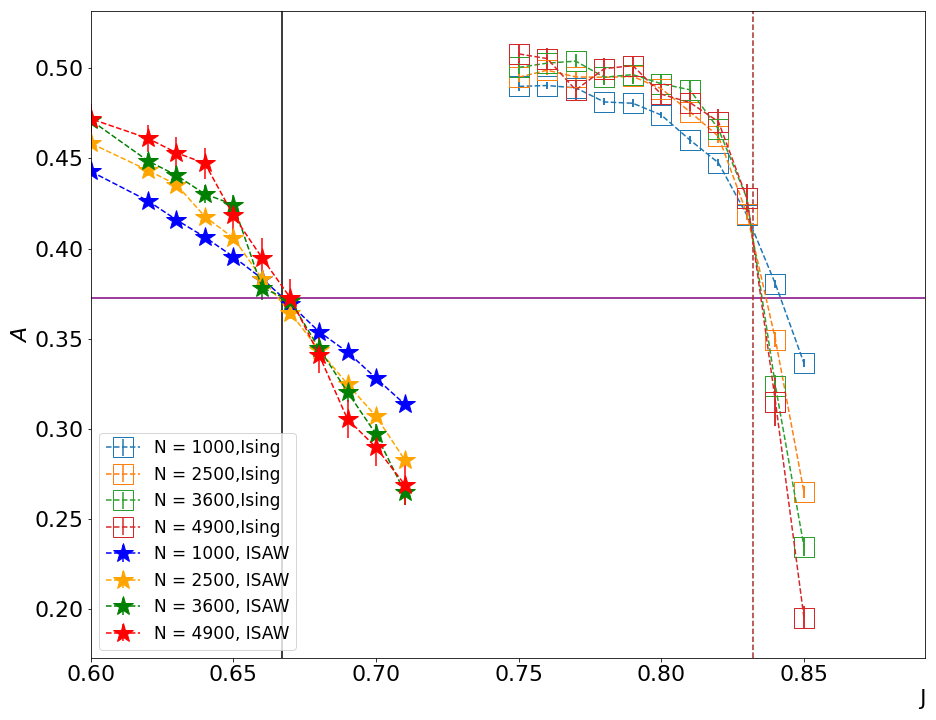 0.50
0.45
0.40
A
0.35
0.30
0.25
0.20
N = 1000,Ising
N = 2500,Ising
N = 3600,Ising
N = 4900,Ising
N = 1000, ISAW
N = 2500, ISAW
N = 3600, ISAW
N = 4900, ISAW
0.60 0.65 0.70 0.75 0.80 0.85
J